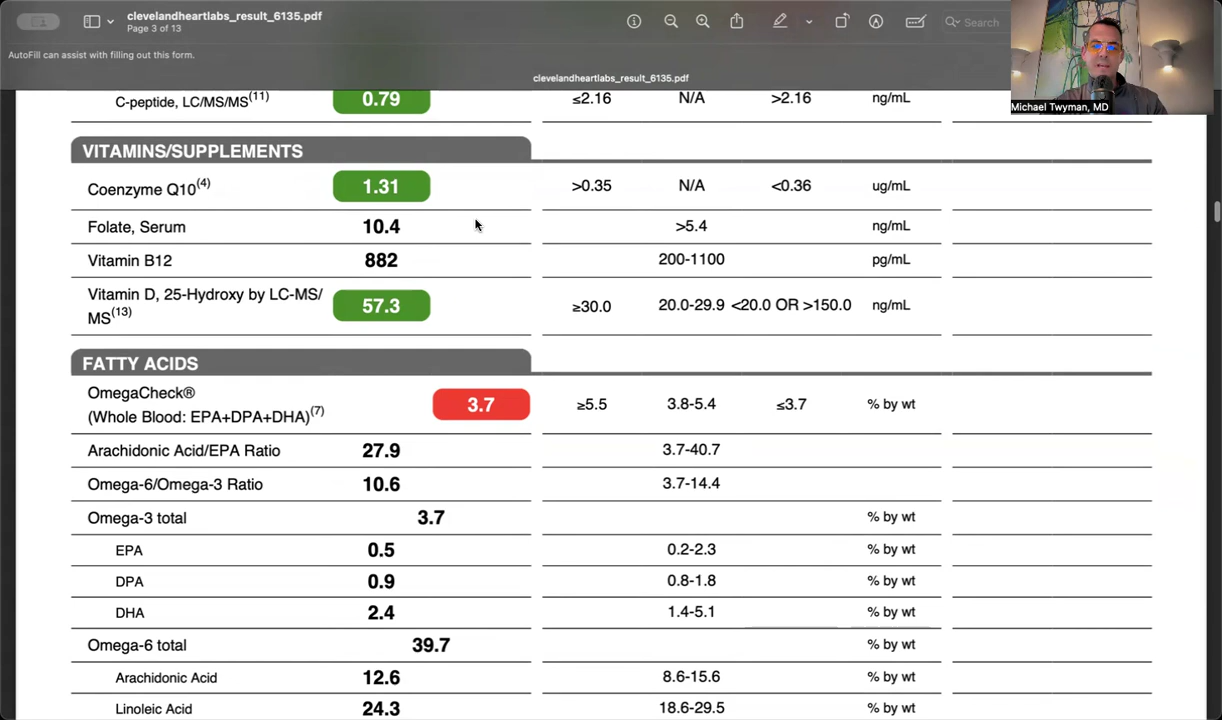 clevelandheartlabs_result_6135.pdf
Page 3 of 13
Search
AutoFill can assist with filling out this form.
clevelandheartlabs_result_6135.pdf
Michael Twyman, MD
C-peptide, LC/MS/MS(11) 0.79 ≤2.16 N/A >2.16 ng/mL
VITAMINS/SUPPLEMENTS
Coenzyme Q10(4) 1.31 >0.35 N/A <0.36 ug/mL
Folate, Serum 10.4 >5.4 ng/mL
Vitamin B12 882 200-1100 pg/mL
Vitamin D, 25-Hydroxy by LC-MS/
MS(13) 57.3 ≥30.0 20.0-29.9 <20.0 OR >150.0 ng/mL
FATTY ACIDS
OmegaCheck®
(Whole Blood: EPA+DPA+DHA)(7) 3.7 ≥5.5 3.8-5.4 ≤3.7 % by wt
Arachidonic Acid/EPA Ratio 27.9 3.7-40.7
Omega-6/Omega-3 Ratio 10.6 3.7-14.4
Omega-3 total 3.7 % by wt
EPA 0.5 0.2-2.3 % by wt
DPA 0.9 0.8-1.8 % by wt
DHA 2.4 1.4-5.1 % by wt
Omega-6 total 39.7 % by wt
Arachidonic Acid 12.6 8.6-15.6 % by wt
Linoleic Acid 24.3 18.6-29.5 % by wt